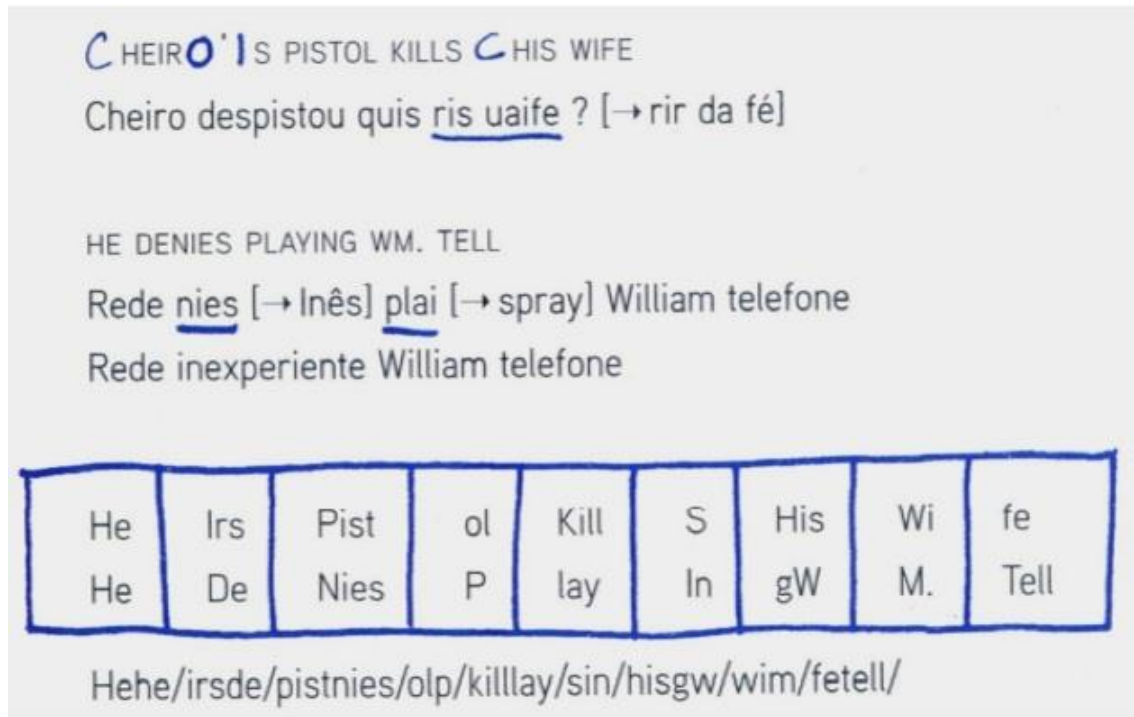 CHEIRO'IS PISTOL KILLS CHIS WIFE
Cheiro despistou quis ris uaife ? [→ rir da fé]
HE DENIES PLAYING WM. TELL
Rede nies [→ Inês] plai [→ spray] William telefone
Rede inexperiente William telefone
He Irs Pist ol Kill S His Wi fe
He De Nies P lay In gW M. Tell
Hehe/irsde/pistnies/olp/killlay/sin/hisgw/wim/fetell/